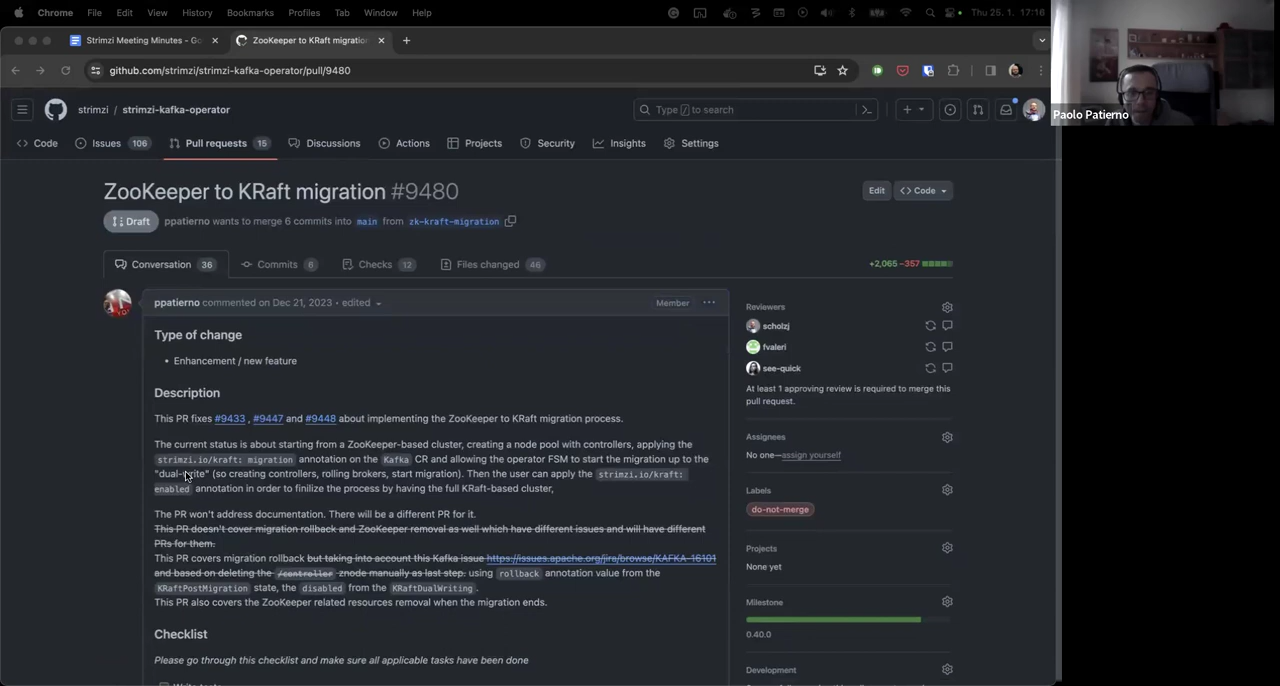 Chrome File Edit View History Bookmarks Profiles Tab Window Help Thu 25. 1. 17:16
Strimzi Meeting Minutes - Go
ZooKeeper to KRaft migration
github.com/strimzi/strimzi-kafka-operator/pull/9480
Paolo Patierno
strimzi / strimzi-kafka-operator
Type / to search
Code Issues 106 Pull requests 15 Discussions Actions Projects Security Insights Settings
ZooKeeper to KRaft migration #9480
Edit <> Code
Draft ppatierno wants to merge 6 commits into main from zk-kraft-migration
Conversation 36 Commits 6 Checks 12 Files changed 46
+2,065 −357
ppatierno commented on Dec 21, 2023 • edited
Member
Type of change
• Enhancement / new feature
Description
This PR fixes #9433 , #9447 and #9448 about implementing the ZooKeeper to KRaft migration process.
The current status is about starting from a ZooKeeper-based cluster, creating a node pool with controllers, applying the
strimzi.io/kraft: migration annotation on the Kafka CR and allowing the operator FSM to start the migration up to the
"dual-write" (so creating controllers, rolling brokers, start migration). Then the user can apply the strimzi.io/kraft:
enabled annotation in order to finilize the process by having the full KRaft-based cluster,
The PR won't address documentation. There will be a different PR for it.
This PR doesn't cover migration rollback and ZooKeeper removal as well which have different issues and will have different
PRs for them.
This PR covers migration rollback but taking into account this Kafka issue https://issues.apache.org/jira/browse/KAFKA-16101
and based on deleting the /controller znode manually as last step. using rollback annotation value from the
KRaftPostMigration state, the disabled from the KRaftDualWriting.
This PR also covers the ZooKeeper related resources removal when the migration ends.
Checklist
Please go through this checklist and make sure all applicable tasks have been done
Reviewers
scholzj
fvaleri
see-quick
At least 1 approving review is required to merge this
pull request.
Assignees
No one—assign yourself
Labels
do-not-merge
Projects
None yet
Milestone
0.40.0
Development